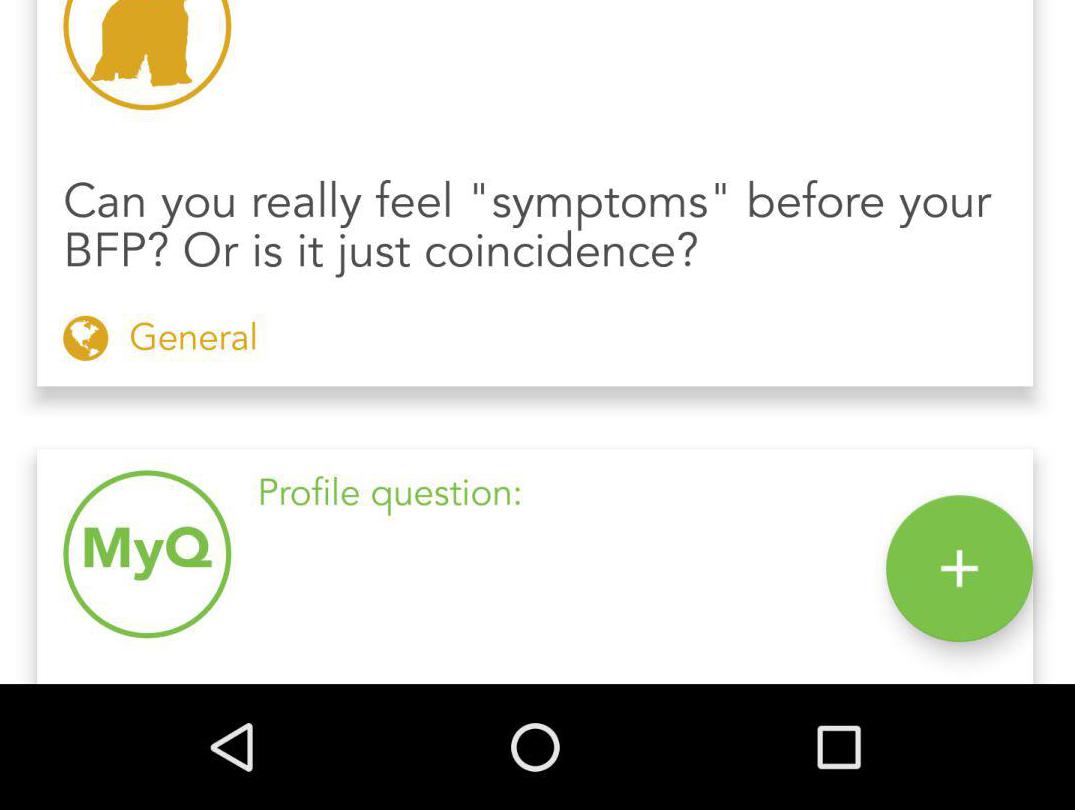 Can you really feel "symptoms" before your
BFP? Or is it just coincidence?
General
MyQ
Profile question:
+